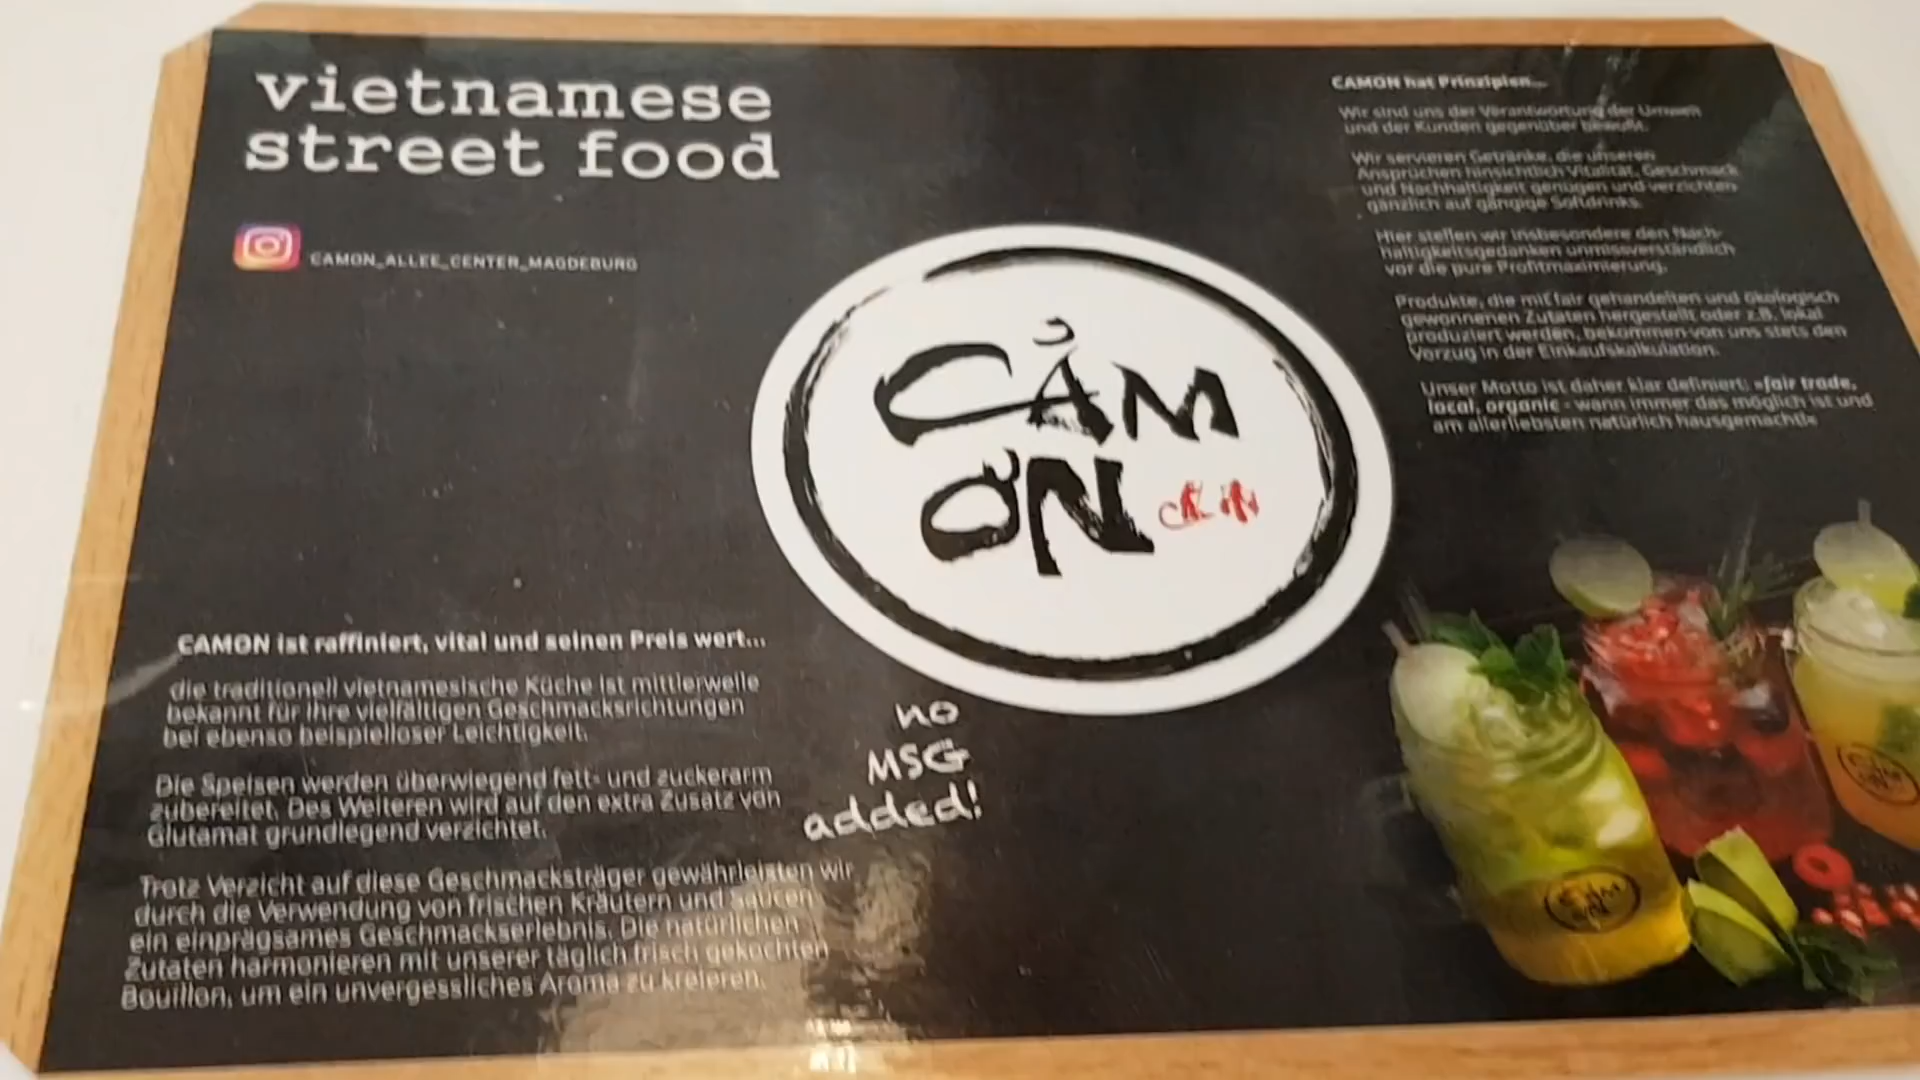 vietnamese
street food
CAMON_ALLEE_CENTER_MAGDEBURG
CẢM
ƠN
CAMON ist raffiniert, vital und seinen Preis wert...
die traditionell vietnamesische Küche ist mittlerweile
bekannt für ihre vielfältigen Geschmacksrichtungen
bei ebenso beispielloser Leichtigkeit.
Die Speisen werden überwiegend fett- und zuckerarm
zubereitet. Des Weiteren wird auf den extra Zusatz von
Glutamat grundlegend verzichtet.
Trotz Verzicht auf diese Geschmacksträger gewährleisten wir
durch die Verwendung von frischen Kräutern und Saucen
ein einprägsames Geschmackserlebnis. Die natürlichen
Zutaten harmonieren mit unserer täglich frisch gekochten
Bouillon, um ein unvergessliches Aroma zu kreieren.
no
MSG
added!
CAMON hat Prinzipien...
Wir sind uns der Verantwortung der Umwelt
und der Kunden gegenüber bewußt.
Wir servieren Getränke, die unseren
Ansprüchen hinsichtlich Vitalität, Geschmack
und Nachhaltigkeit genügen und verzichten
gänzlich auf gängige Softdrinks.
Hier stellen wir insbesondere den Nach-
haltigkeitsgedanken unmissverständlich
vor die pure Profitmaximierung.
Produkte, die mit fair gehandelten und ökologisch
gewonnenen Zutaten hergestellt oder z.B. lokal
produziert werden, bekommen von uns stets den
Vorzug in der Einkaufskalkulation.
Unser Motto ist daher klar definiert: »fair trade,
local, organic - wann immer das möglich ist und
am allerliebsten natürlich hausgemacht!«
CẢM
ƠN